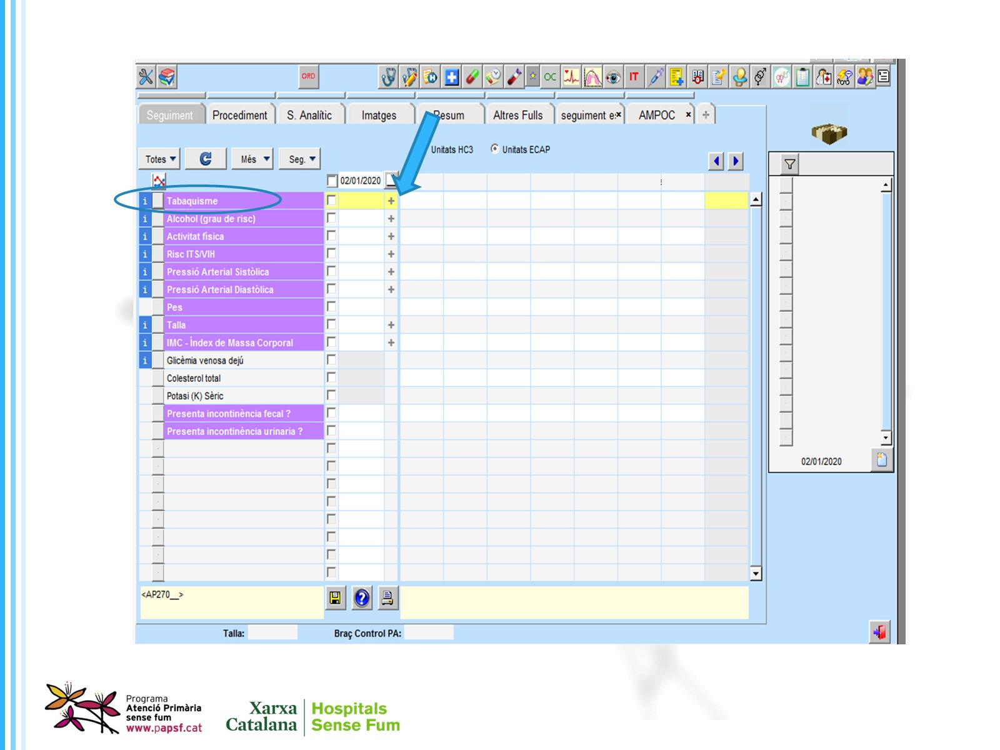 ORD
OC
IT
Seguiment
Procediment
S. Analític
Imatges
Resum
Altres Fulls
seguiment e:
AMPOC
Unitats HC3
Unitats ECAP
Totes
Més
Seg.
02/01/2020
i Tabaquisme +
i Alcohol (grau de risc) +
i Activitat física +
i Risc ITS/VIH +
i Pressió Arterial Sistòlica +
i Pressió Arterial Diastòlica +
Pes
i Talla +
i IMC - Índex de Massa Corporal +
i Glicèmia venosa dejú
Colesterol total
Potasi (K) Sèric
Presenta incontinència fecal ?
Presenta incontinència urinaria ?
02/01/2020
<AP270__>
Talla:
Braç Control PA:
Programa
Atenció Primària
sense fum
www.papsf.cat
Xarxa
Catalana
Hospitals
Sense Fum